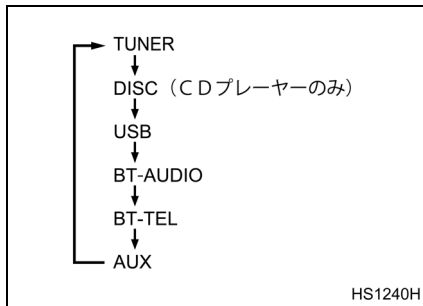 TUNER
DISC（ＣＤプレーヤーのみ）
USB
BT-AUDIO
BT-TEL
AUX
HS1240H